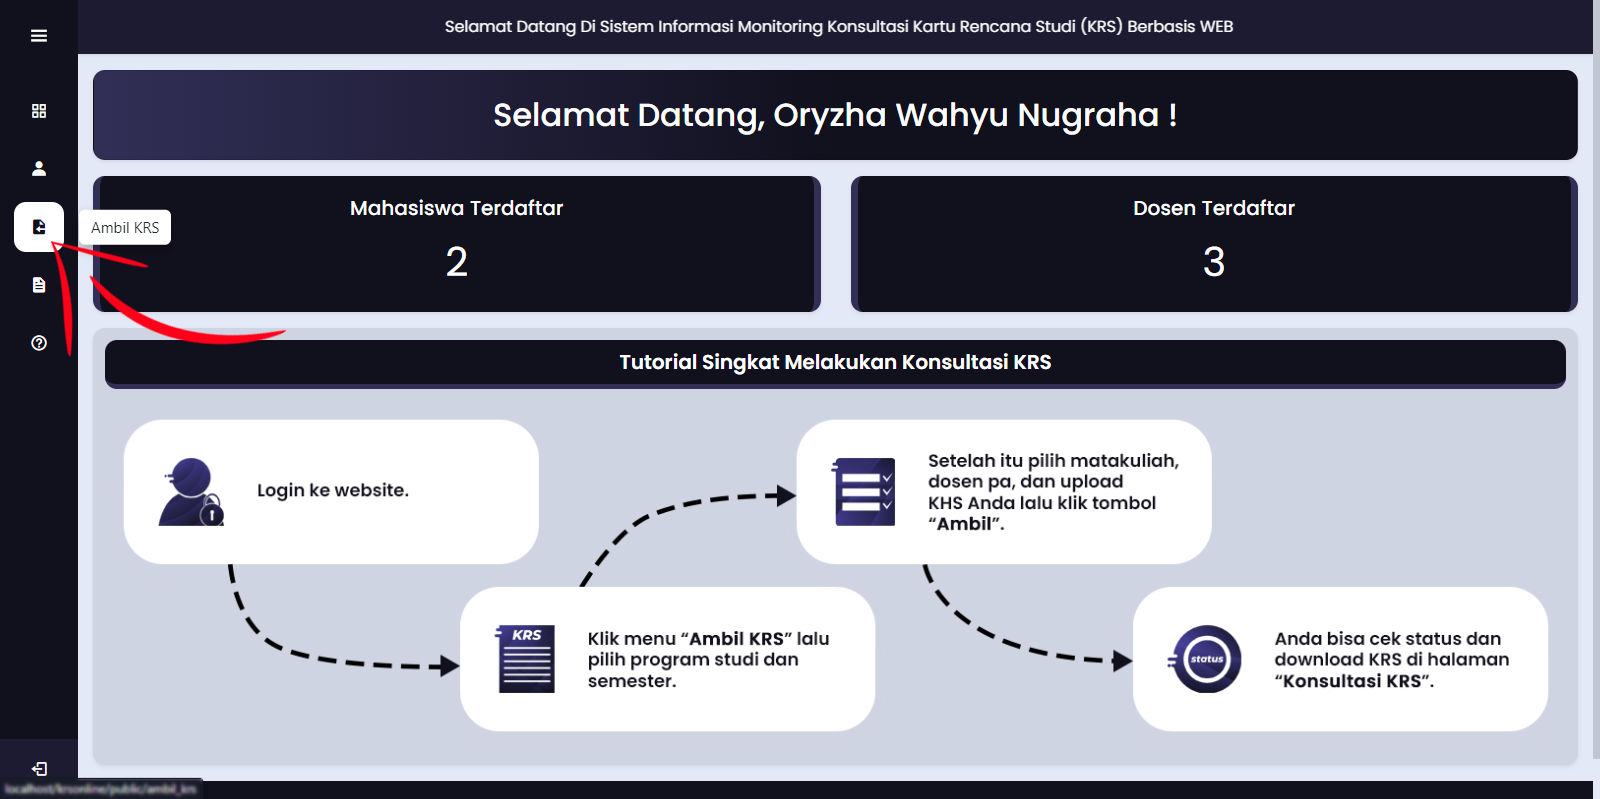 Selamat Datang Di Sistem Informasi Monitoring Konsultasi Kartu Rencana Studi (KRS) Berbasis WEB
Selamat Datang, Oryzha Wahyu Nugraha !
Mahasiswa Terdaftar
2
Dosen Terdaftar
3
Ambil KRS
Tutorial Singkat Melakukan Konsultasi KRS
Login ke website.
KRS
Klik menu “Ambil KRS” lalu
pilih program studi dan
semester.
Setelah itu pilih matakuliah,
dosen pa, dan upload
KHS Anda lalu klik tombol
“Ambil”.
status
Anda bisa cek status dan
download KRS di halaman
“Konsultasi KRS”.
localhost/krsonline/public/ambil_krs